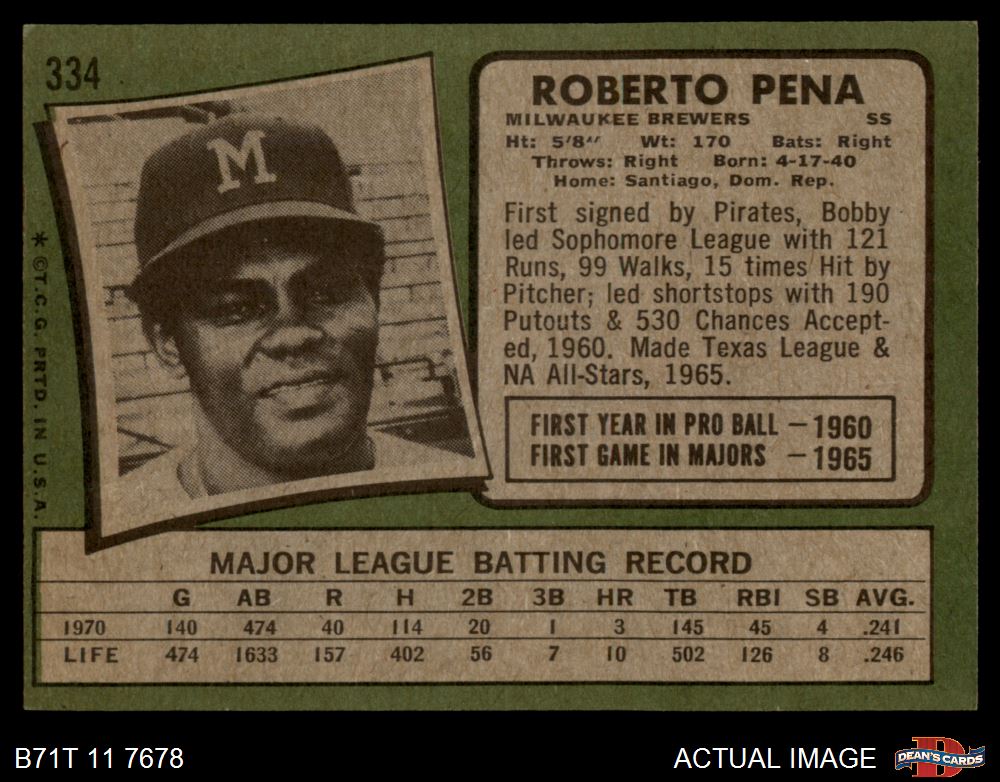 334
M
ROBERTO PENA
MILWAUKEE BREWERS SS
Ht: 5'8" Wt: 170 Bats: Right
Throws: Right Born: 4-17-40
Home: Santiago, Dom. Rep.
First signed by Pirates, Bobby
led Sophomore League with 121
Runs, 99 Walks, 15 times Hit by
Pitcher; led shortstops with 190
Putouts & 530 Chances Accept-
ed, 1960. Made Texas League &
NA All-Stars, 1965.
FIRST YEAR IN PRO BALL — 1960
FIRST GAME IN MAJORS — 1965
* © T.C.G. PRTD. IN U.S.A.
MAJOR LEAGUE BATTING RECORD
G AB R H 2B 3B HR TB RBI SB AVG.
1970 140 474 40 114 20 1 3 145 45 4 .241
LIFE 474 1633 157 402 56 7 10 502 126 8 .246
B71T 11 7678
ACTUAL IMAGE
D
DEAN'S CARDS